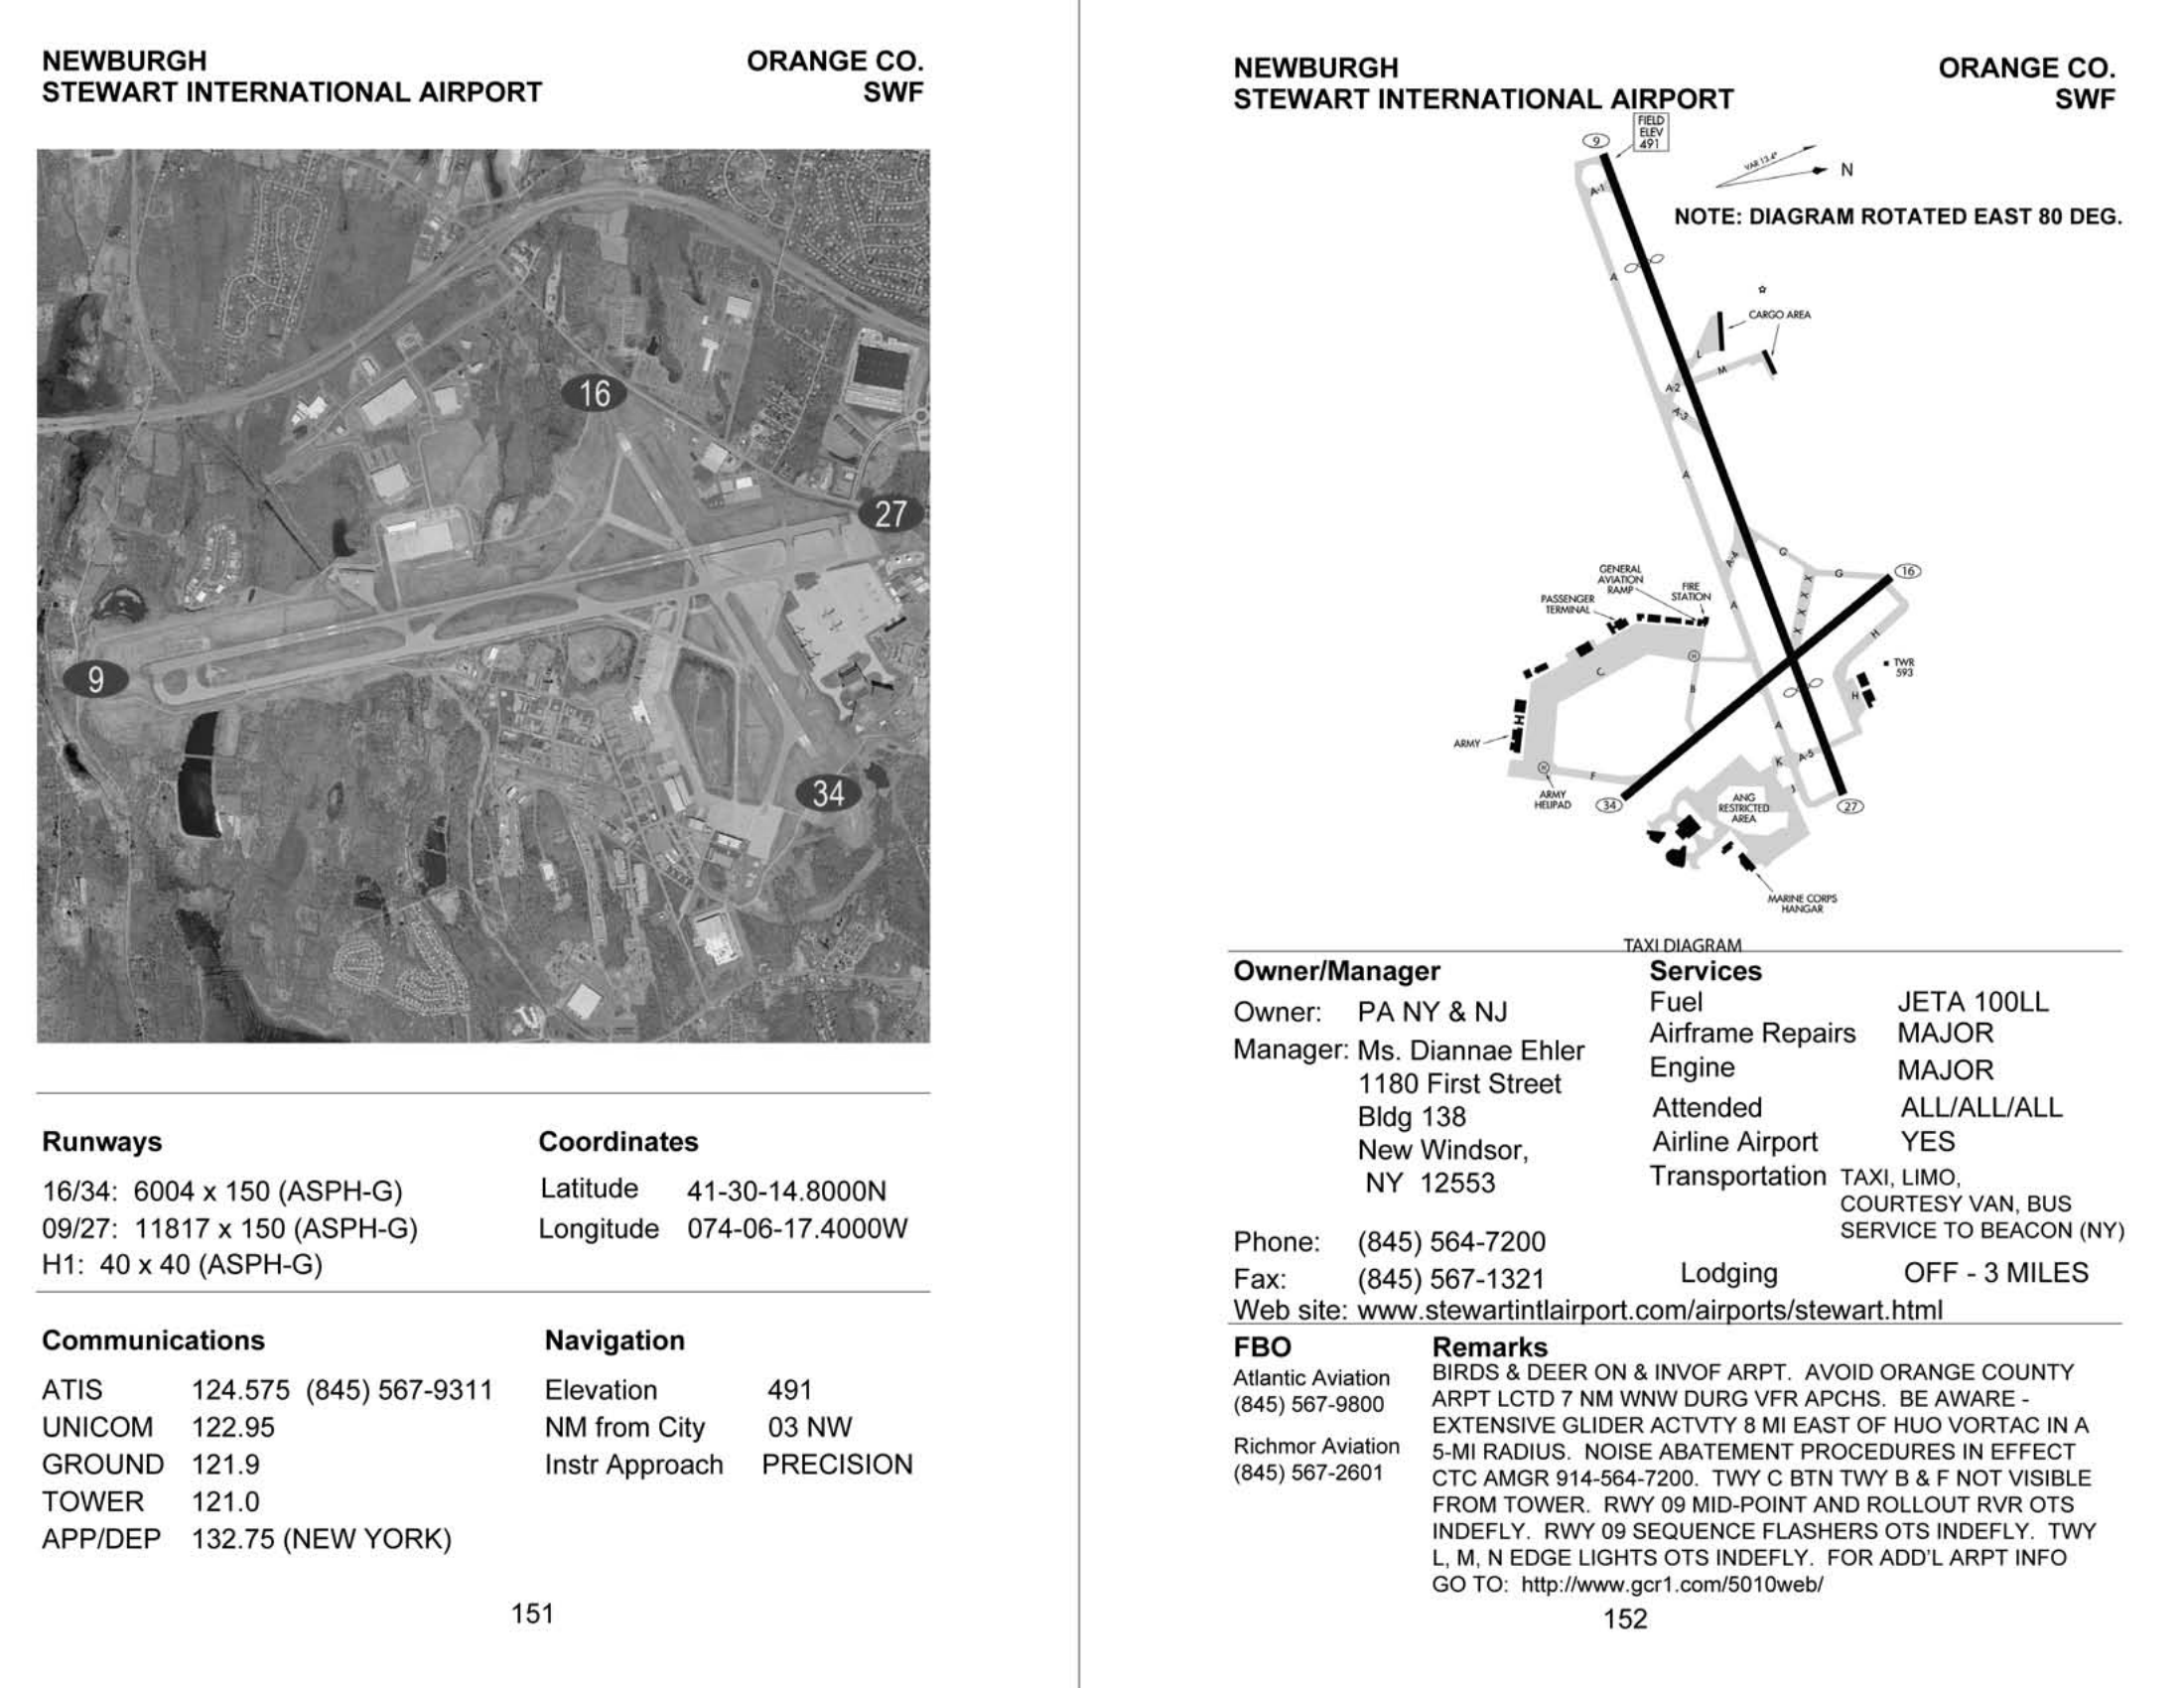 NEWBURGH
ORANGE CO.
STEWART INTERNATIONAL AIRPORT
SWF
16
27
9
34
Runways
16/34: 6004 x 150 (ASPH-G)
09/27: 11817 x 150 (ASPH-G)
H1: 40 x 40 (ASPH-G)
Coordinates
Latitude 41-30-14.8000N
Longitude 074-06-17.4000W
Communications
ATIS 124.575 (845) 567-9311
UNICOM 122.95
GROUND 121.9
TOWER 121.0
APP/DEP 132.75 (NEW YORK)
Navigation
Elevation 491
NM from City 03 NW
Instr Approach PRECISION
151
NEWBURGH
ORANGE CO.
STEWART INTERNATIONAL AIRPORT
SWF
FIELD
ELEV
491
9
VAR 13.4°
N
A-1
NOTE: DIAGRAM ROTATED EAST 80 DEG.
A
CARGO AREA
L
M
A-2
A-3
A
A-4
G
G
16
GENERAL
AVIATION
RAMP
FIRE
STATION
PASSENGER
TERMINAL
A
X
X
X
X
H
TWR
593
C
B
H
H
A
ARMY
K
A-5
F
J
ARMY
HELIPAD
34
ANG
RESTRICTED
AREA
27
MARINE CORPS
HANGAR
TAXI DIAGRAM
Owner/Manager
Owner: PA NY & NJ
Manager: Ms. Diannae Ehler
1180 First Street
Bldg 138
New Windsor,
NY 12553
Phone: (845) 564-7200
Fax: (845) 567-1321
Web site: www.stewartintlairport.com/airports/stewart.html
Services
Fuel JETA 100LL
Airframe Repairs MAJOR
Engine MAJOR
Attended ALL/ALL/ALL
Airline Airport YES
Transportation TAXI, LIMO,
COURTESY VAN, BUS
SERVICE TO BEACON (NY)
Lodging OFF - 3 MILES
FBO
Atlantic Aviation
(845) 567-9800
Richmor Aviation
(845) 567-2601
Remarks
BIRDS & DEER ON & INVOF ARPT. AVOID ORANGE COUNTY
ARPT LCTD 7 NM WNW DURG VFR APCHS. BE AWARE -
EXTENSIVE GLIDER ACTVTY 8 MI EAST OF HUO VORTAC IN A
5-MI RADIUS. NOISE ABATEMENT PROCEDURES IN EFFECT
CTC AMGR 914-564-7200. TWY C BTN TWY B & F NOT VISIBLE
FROM TOWER. RWY 09 MID-POINT AND ROLLOUT RVR OTS
INDEFLY. RWY 09 SEQUENCE FLASHERS OTS INDEFLY. TWY
L, M, N EDGE LIGHTS OTS INDEFLY. FOR ADD'L ARPT INFO
GO TO: http://www.gcr1.com/5010web/
152